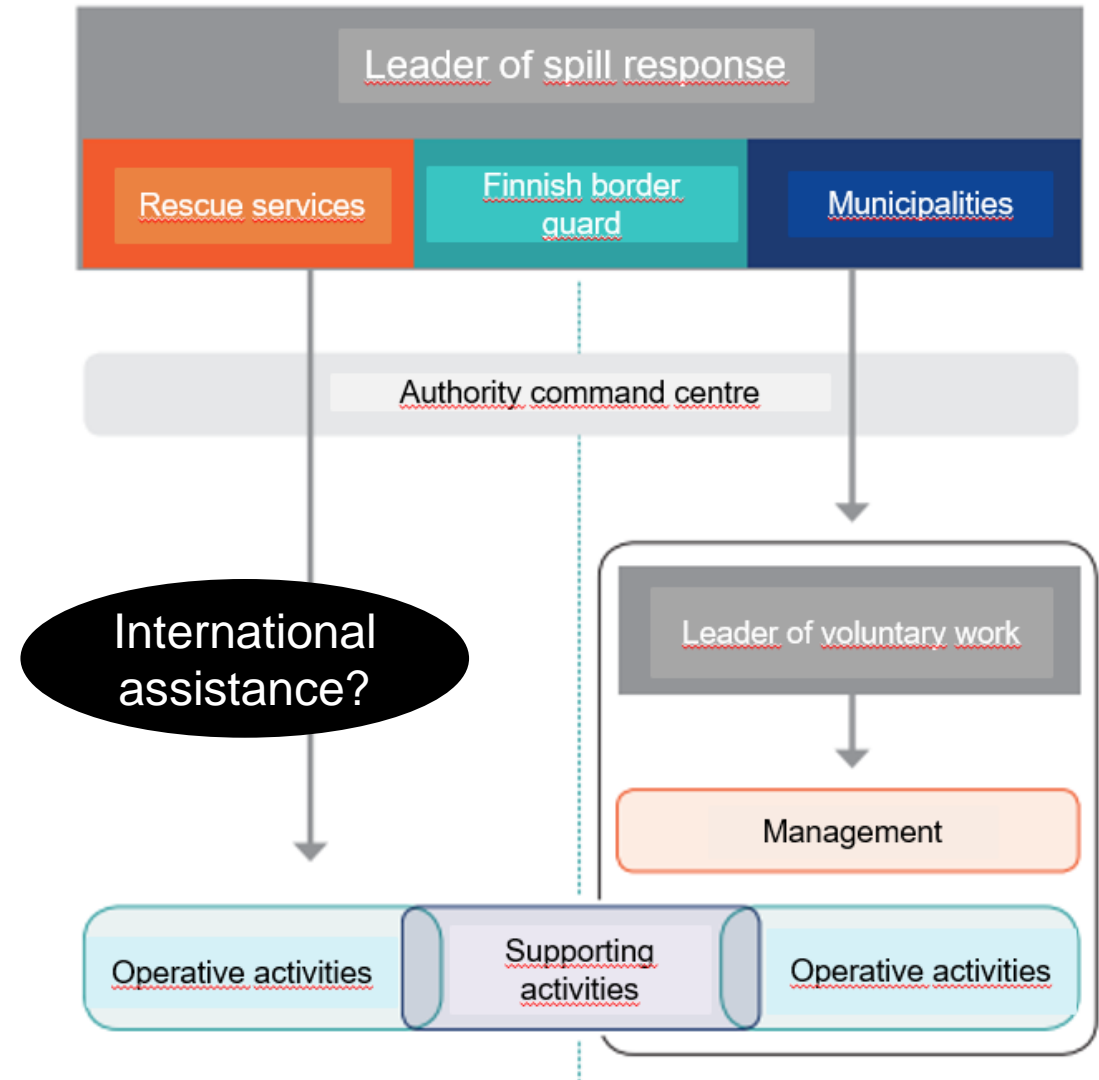 Leader of spill response
Rescue services
Finnish border
guard
Municipalities
Authority command centre
International
assistance?
Leader of voluntary work
Management
Operative activities
Supporting
activities
Operative activities